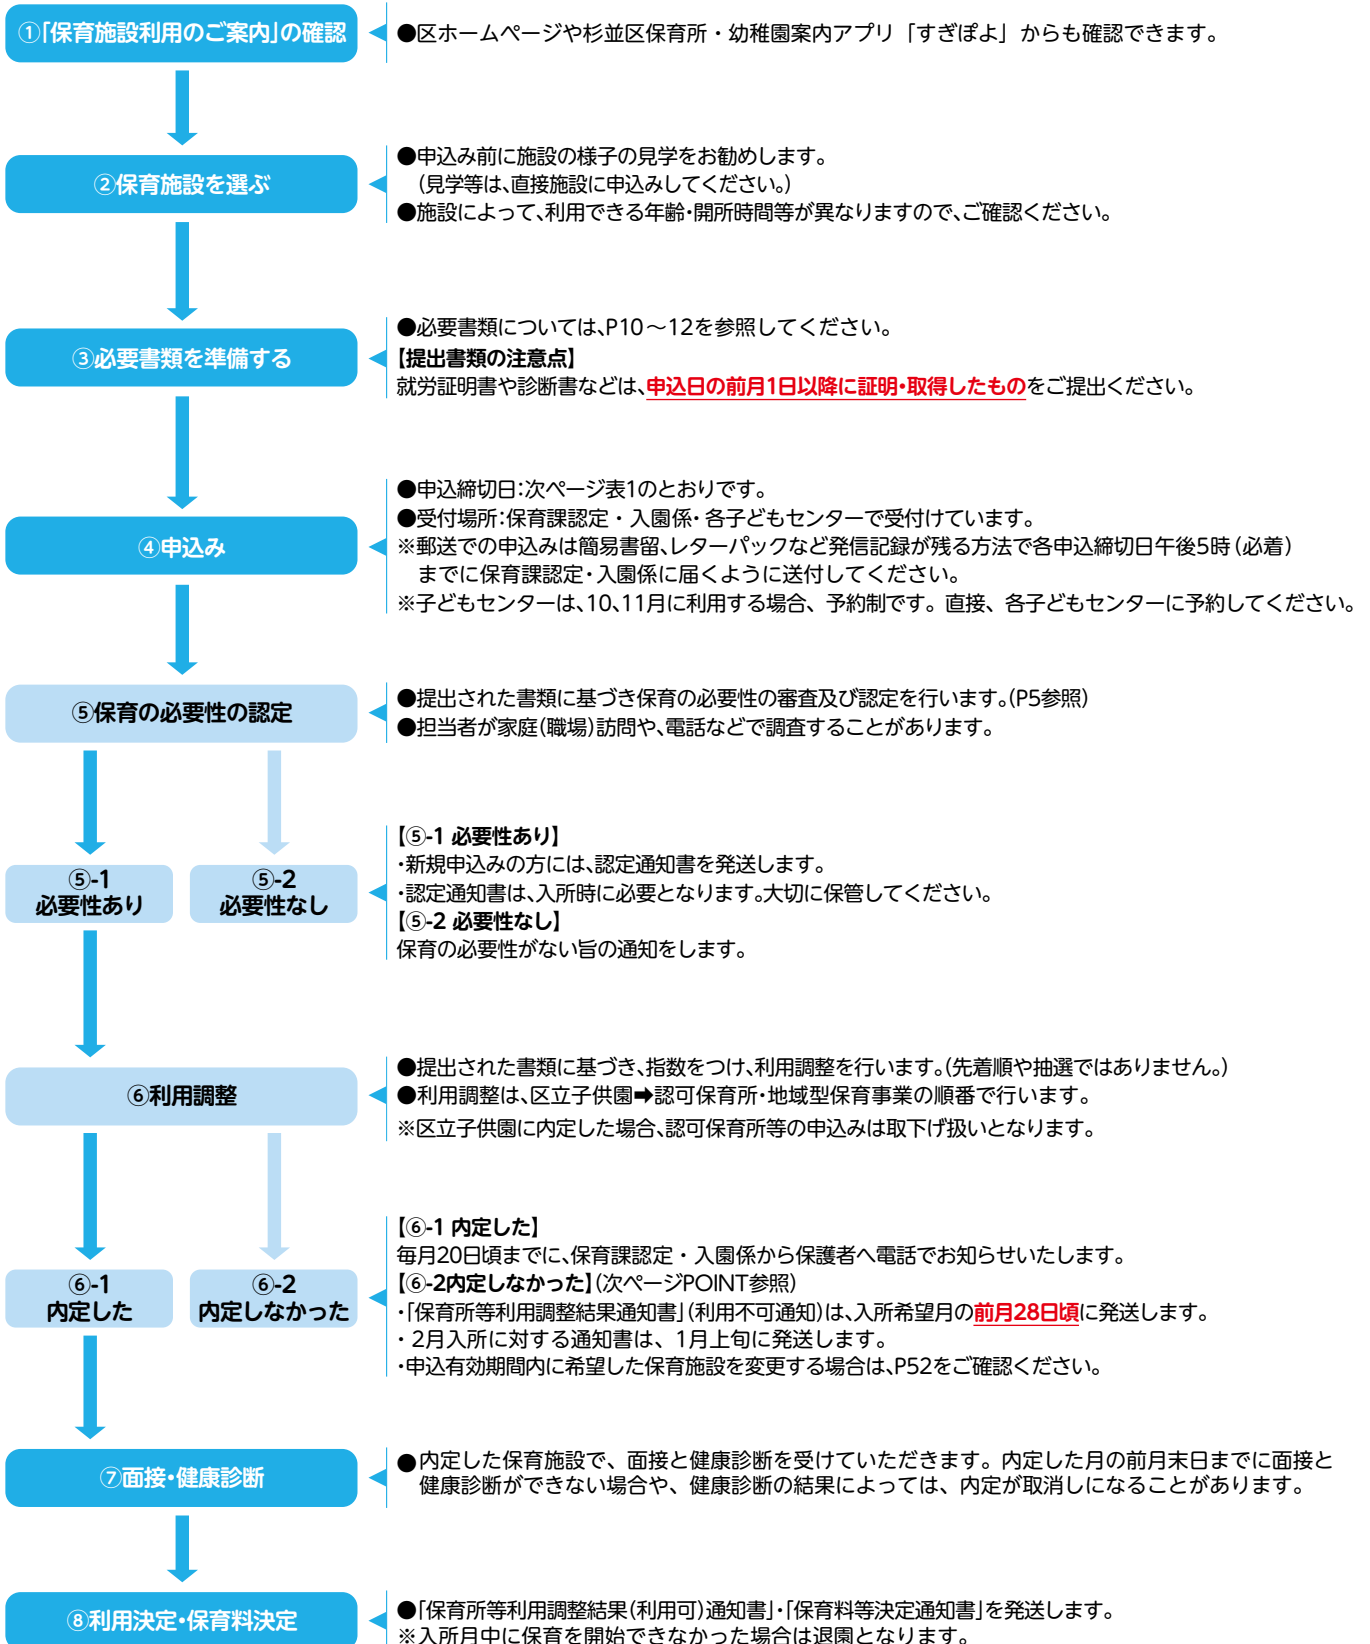 ①｢保育施設利用のご案内｣の確認
●区ホームページや杉並区保育所・幼稚園案内アプリ「すぎぽよ」からも確認できます。
②保育施設を選ぶ
●申込み前に施設の様子の見学をお勧めします。
(見学等は、直接施設に申込みしてください。)
●施設によって、利用できる年齢・開所時間等が異なりますので、ご確認ください。
③必要書類を準備する
●必要書類については、P10～12を参照してください。
【提出書類の注意点】
就労証明書や診断書などは、申込日の前月1日以降に証明・取得したものをご提出ください。
④申込み
●申込締切日：次ページ表1のとおりです。
●受付場所：保育課認定・入園係・各子どもセンターで受付けています。
※郵送での申込みは簡易書留、レターパックなど発信記録が残る方法で各申込締切日午後5時(必着)
までに保育課認定・入園係に届くように送付してください。
※子どもセンターは、10、11月に利用する場合、予約制です。直接、各子どもセンターに予約してください。
⑤保育の必要性の認定
●提出された書類に基づき保育の必要性の審査及び認定を行います。(P5参照)
●担当者が家庭(職場)訪問や、電話などで調査することがあります。
⑤-1
必要性あり
⑤-2
必要性なし
【⑤-1 必要性あり】
・新規申込みの方には、認定通知書を発送します。
・認定通知書は、入所時に必要となります。大切に保管してください。
【⑤-2 必要性なし】
保育の必要性がない旨の通知をします。
⑥利用調整
●提出された書類に基づき、指数をつけ、利用調整を行います。(先着順や抽選ではありません。)
●利用調整は、区立子供園➡認可保育所・地域型保育事業の順番で行います。
※区立子供園に内定した場合、認可保育所等の申込みは取下げ扱いとなります。
⑥-1
内定した
⑥-2
内定しなかった
【⑥-1 内定した】
毎月20日頃までに、保育課認定・入園係から保護者へ電話でお知らせいたします。
【⑥-2内定しなかった】(次ページPOINT参照)
・｢保育所等利用調整結果通知書｣(利用不可通知)は、入所希望月の前月28日頃に発送します。
・2月入所に対する通知書は、1月上旬に発送します。
・申込有効期間内に希望した保育施設を変更する場合は、P52をご確認ください。
⑦面接・健康診断
●内定した保育施設で、面接と健康診断を受けていただきます。内定した月の前月末日までに面接と
健康診断ができない場合や、健康診断の結果によっては、内定が取消しになることがあります。
⑧利用決定・保育料決定
●｢保育所等利用調整結果(利用可)通知書｣・｢保育料等決定通知書｣を発送します。
※入所月中に保育を開始できなかった場合は退園となります。